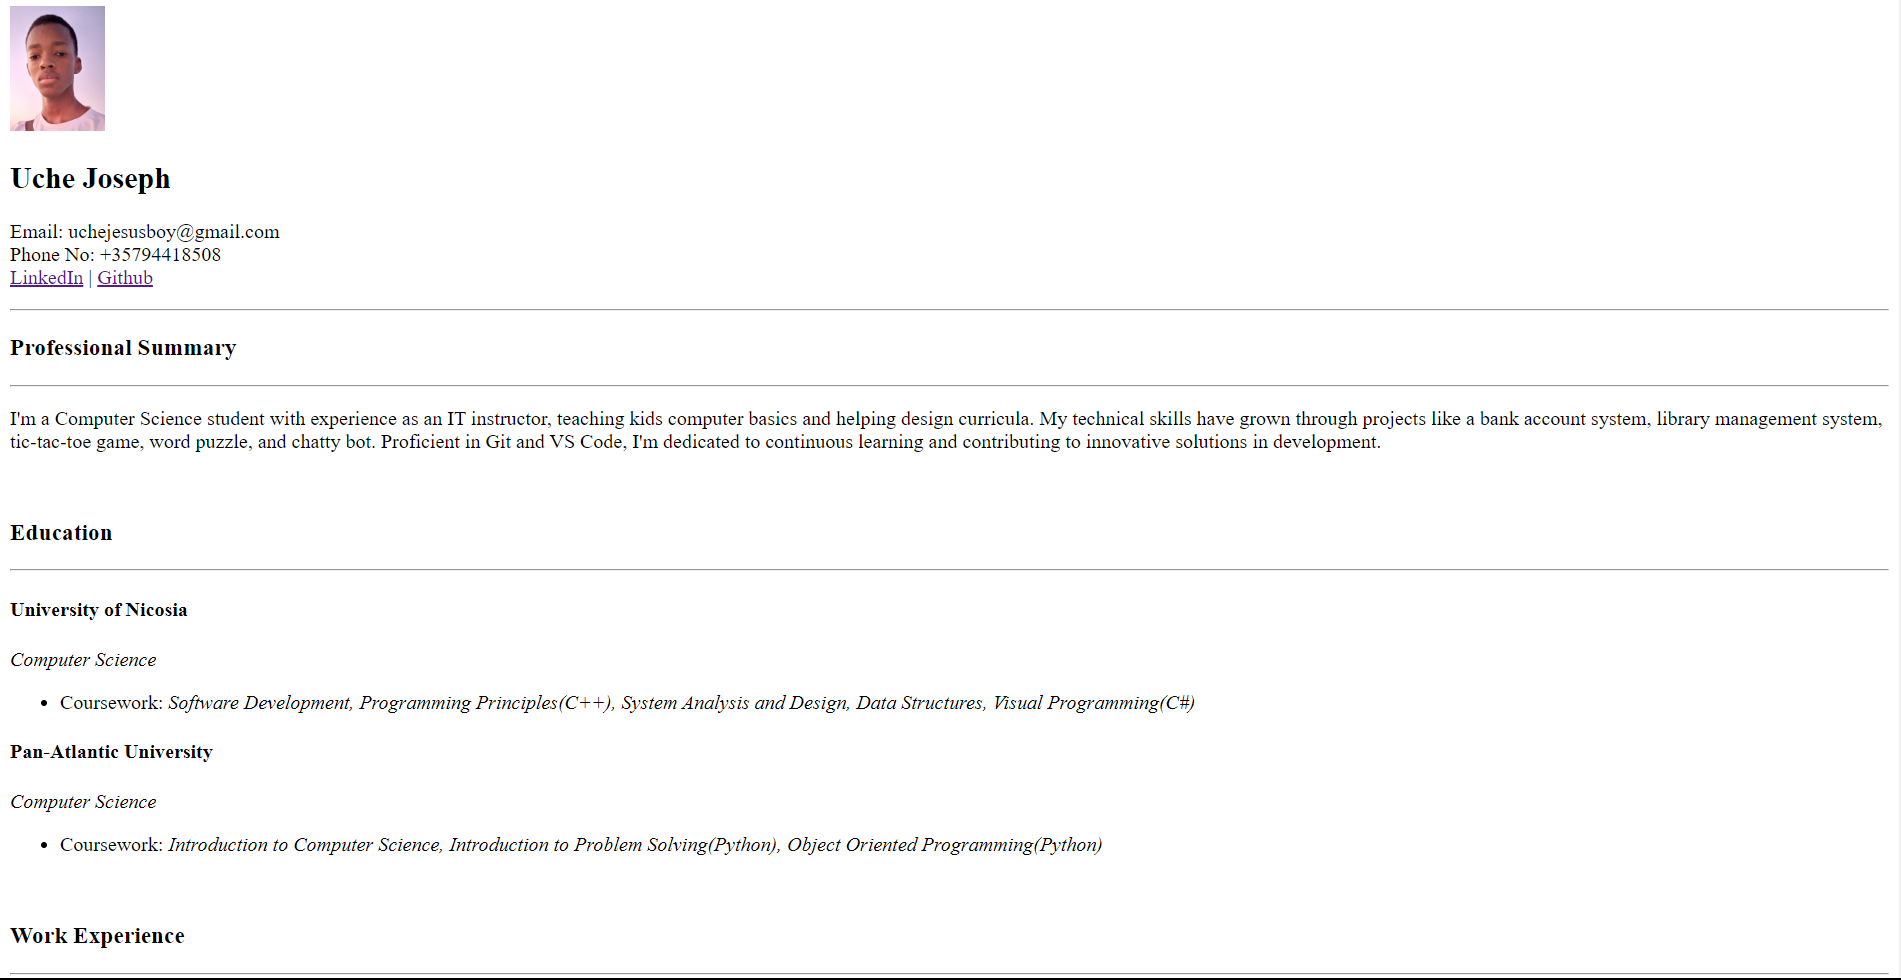 Uche Joseph
Email: uchejesusboy@gmail.com
Phone No: +35794418508
LinkedIn | Github
Professional Summary
I'm a Computer Science student with experience as an IT instructor, teaching kids computer basics and helping design curricula. My technical skills have grown through projects like a bank account system, library management system,
tic-tac-toe game, word puzzle, and chatty bot. Proficient in Git and VS Code, I'm dedicated to continuous learning and contributing to innovative solutions in development.
Education
University of Nicosia
Computer Science
• Coursework: Software Development, Programming Principles(C++), System Analysis and Design, Data Structures, Visual Programming(C#)
Pan-Atlantic University
Computer Science
• Coursework: Introduction to Computer Science, Introduction to Problem Solving(Python), Object Oriented Programming(Python)
Work Experience